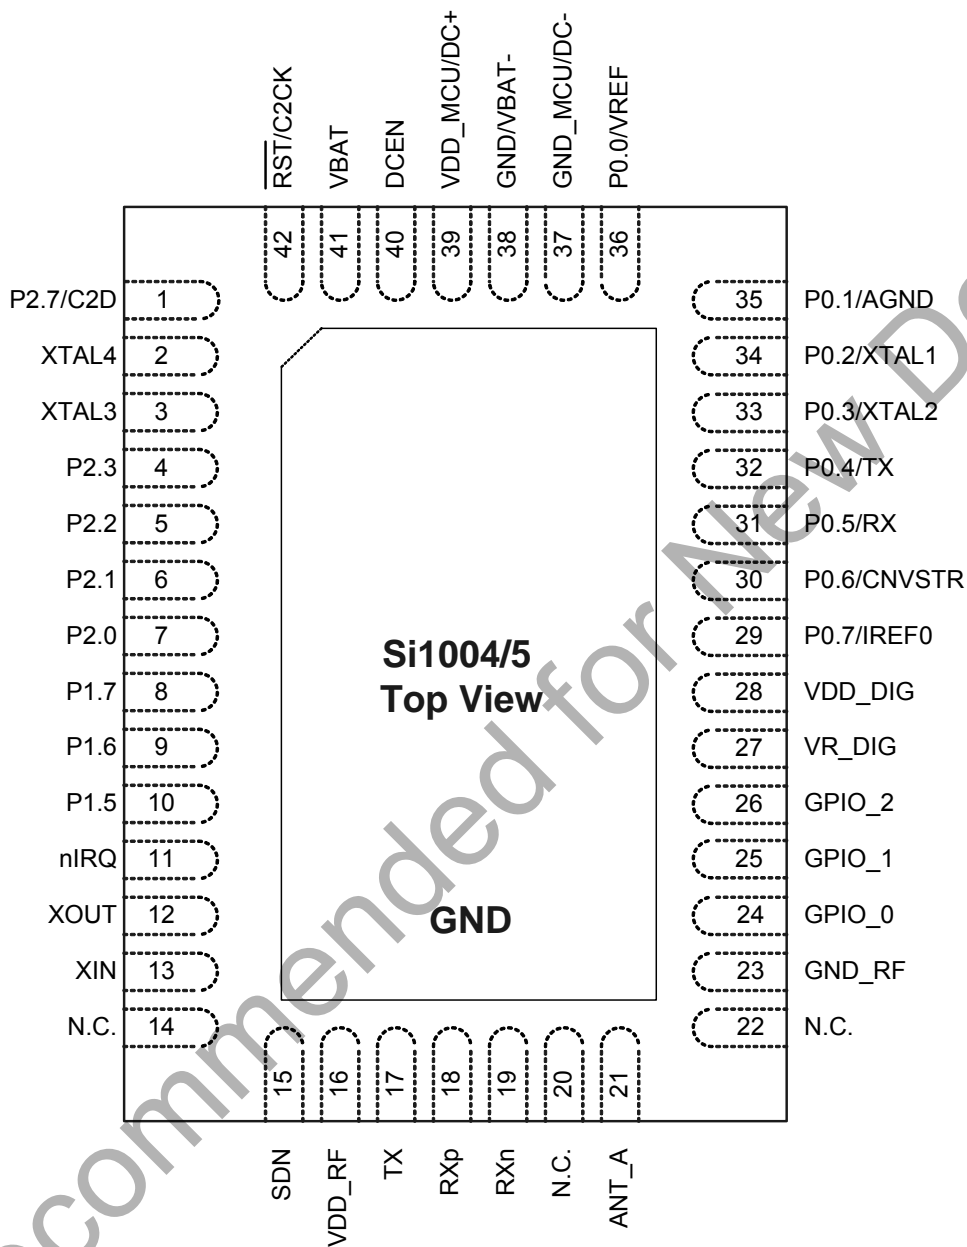 RST/C2CK
VBAT
DCEN
VDD_MCU/DC+
GND/VBAT-
GND_MCU/DC-
P0.0/VREF
42
41
40
39
38
37
36
P2.7/C2D 1
XTAL4 2
XTAL3 3
P2.3 4
P2.2 5
P2.1 6
P2.0 7
P1.7 8
P1.6 9
P1.5 10
nIRQ 11
XOUT 12
XIN 13
N.C. 14
35 P0.1/AGND
34 P0.2/XTAL1
33 P0.3/XTAL2
32 P0.4/TX
31 P0.5/RX
30 P0.6/CNVSTR
29 P0.7/IREF0
28 VDD_DIG
27 VR_DIG
26 GPIO_2
25 GPIO_1
24 GPIO_0
23 GND_RF
22 N.C.
Si1004/5
Top View
GND
15
16
17
18
19
20
21
SDN
VDD_RF
TX
RXp
RXn
N.C.
ANT_A
ecommended for New De